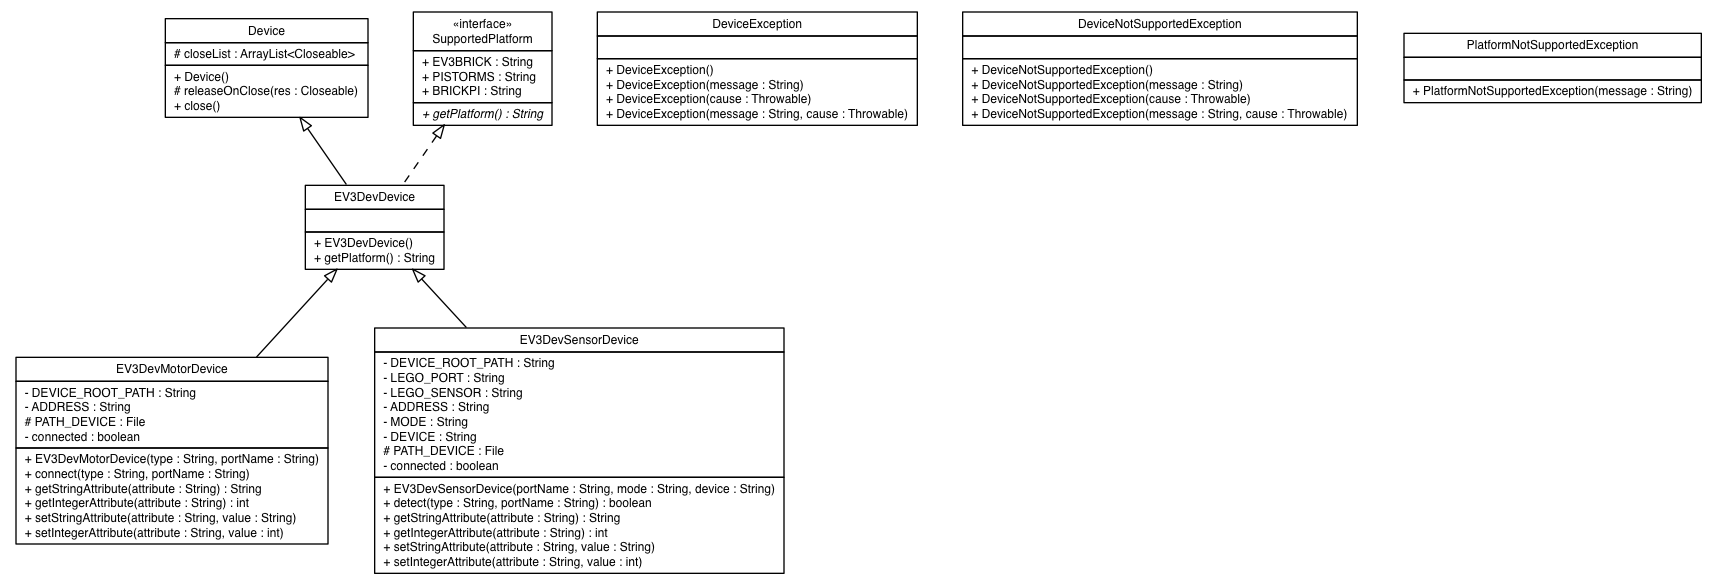 Device
# closeList : ArrayList<Closeable>
+ Device()
# releaseOnClose(res : Closeable)
+ close()
«interface»
SupportedPlatform
+ EV3BRICK : String
+ PISTORMS : String
+ BRICKPI : String
+ getPlatform() : String
DeviceException
+ DeviceException()
+ DeviceException(message : String)
+ DeviceException(cause : Throwable)
+ DeviceException(message : String, cause : Throwable)
DeviceNotSupportedException
+ DeviceNotSupportedException()
+ DeviceNotSupportedException(message : String)
+ DeviceNotSupportedException(cause : Throwable)
+ DeviceNotSupportedException(message : String, cause : Throwable)
PlatformNotSupportedException
+ PlatformNotSupportedException(message : String)
EV3DevDevice
+ EV3DevDevice()
+ getPlatform() : String
EV3DevMotorDevice
- DEVICE_ROOT_PATH : String
- ADDRESS : String
# PATH_DEVICE : File
- connected : boolean
+ EV3DevMotorDevice(type : String, portName : String)
+ connect(type : String, portName : String)
+ getStringAttribute(attribute : String) : String
+ getIntegerAttribute(attribute : String) : int
+ setStringAttribute(attribute : String, value : String)
+ setIntegerAttribute(attribute : String, value : int)
EV3DevSensorDevice
- DEVICE_ROOT_PATH : String
- LEGO_PORT : String
- LEGO_SENSOR : String
- ADDRESS : String
- MODE : String
- DEVICE : String
# PATH_DEVICE : File
- connected : boolean
+ EV3DevSensorDevice(portName : String, mode : String, device : String)
+ detect(type : String, portName : String) : boolean
+ getStringAttribute(attribute : String) : String
+ getIntegerAttribute(attribute : String) : int
+ setStringAttribute(attribute : String, value : String)
+ setIntegerAttribute(attribute : String, value : int)